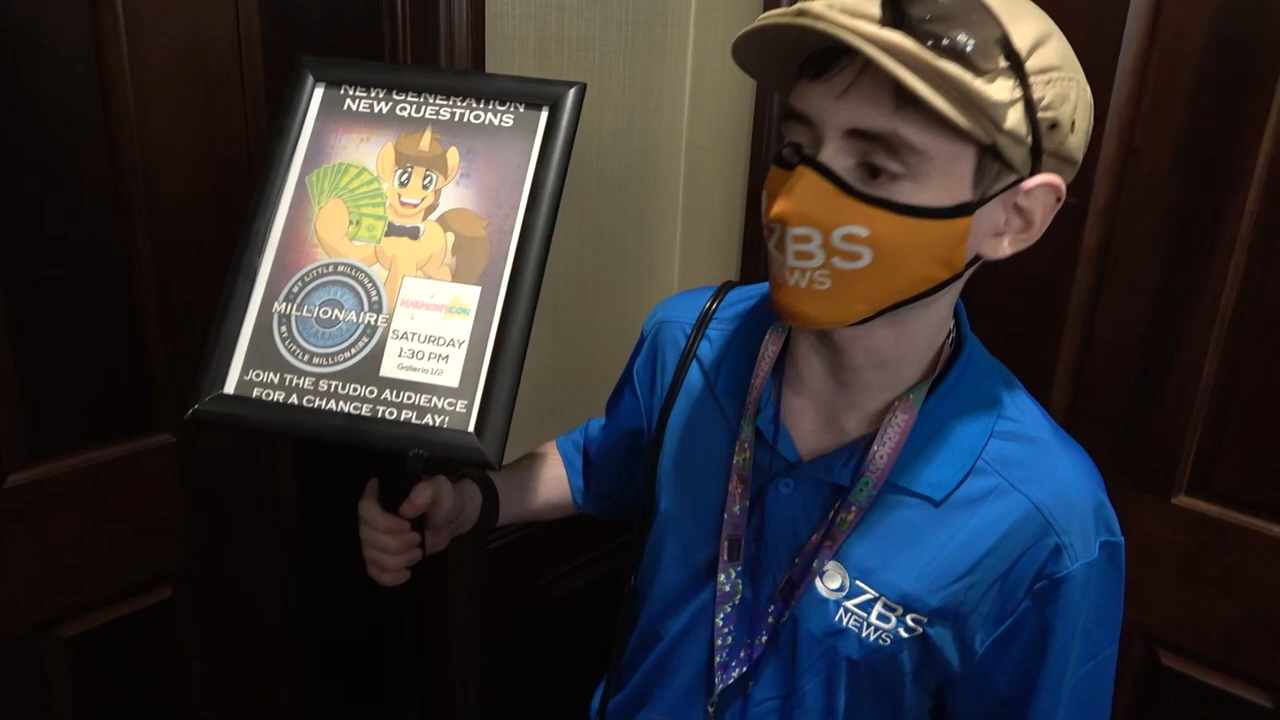 NEW GENERATION
NEW QUESTIONS
MY LITTLE MILLIONAIRE
MILLIONAIRE
MY LITTLE MILLIONAIRE
HARMONYCON
SATURDAY
1:30 PM
Galleria 1/2
JOIN THE STUDIO AUDIENCE
FOR A CHANCE TO PLAY!
ZBS
NEWS
ZBS
NEWS